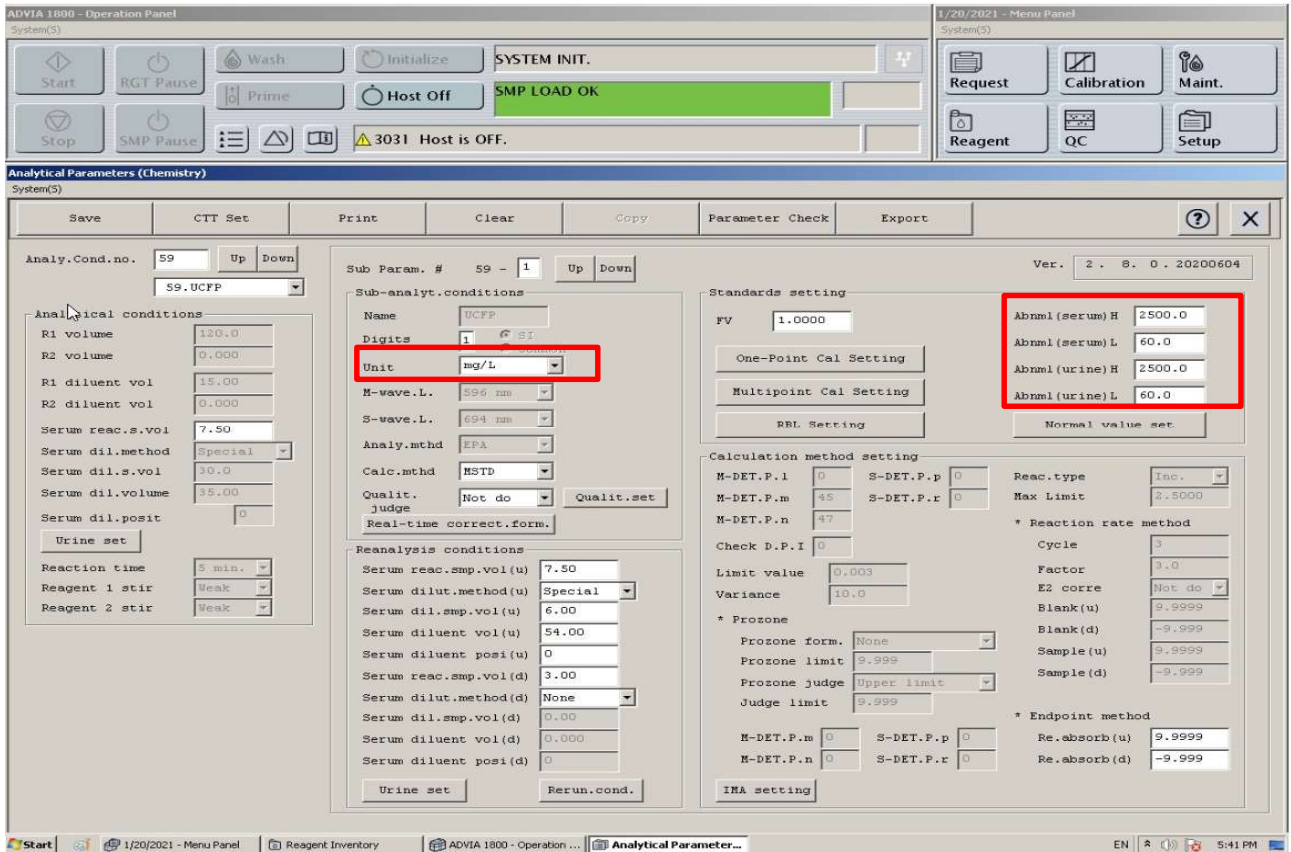 ADVIA 1800 - Operation Panel
System(S)
Start
RGT Pause
Wash
Prime
Initialize
Host Off
SYSTEM INIT.
SMP LOAD OK
Stop
SMP Pause
3031 Host is OFF.
1/20/2021 - Menu Panel
System(S)
Request
Calibration
Maint.
Reagent
QC
Setup
Analytical Parameters (Chemistry)
System(S)
Save
CTT Set
Print
Clear
Copy
Parameter Check
Export
Analy.Cond.no. 59 Up Down
59.UCFP
Analytical conditions
R1 volume 120.0
R2 volume 0.000
R1 diluent vol 15.00
R2 diluent vol 0.000
Serum reac.s.vol 7.50
Serum dil.method Special
Serum dil.s.vol 30.0
Serum dil.volume 35.00
Serum dil.posit 0
Urine set
Reaction time 5 min.
Reagent 1 stir Weak
Reagent 2 stir Weak
Sub Param. # 59 - 1 Up Down
Sub-analyt.conditions
Name UCFP
Digits 1 SI
Unit mg/L
M-wave.L. 596 nm
S-wave.L. 694 nm
Analy.mthd EPA
Calc.mthd MSTD
Qualit. judge Not do Qualit.set
Real-time correct.form.
Reanalysis conditions
Serum reac.smp.vol(u) 7.50
Serum dilut.method(u) Special
Serum dil.smp.vol(u) 6.00
Serum diluent vol(u) 54.00
Serum diluent posi(u) 0
Serum reac.smp.vol(d) 3.00
Serum dilut.method(d) None
Serum dil.smp.vol(d) 0.00
Serum diluent vol(d) 0.000
Serum diluent posi(d) 0
Urine set Rerun.cond.
Ver. 2 . 8. 0 . 20200604
Standards setting
FV 1.0000
One-Point Cal Setting
Multipoint Cal Setting
RBL Setting
Abnml(serum)H 2500.0
Abnml(serum)L 60.0
Abnml(urine)H 2500.0
Abnml(urine)L 60.0
Normal value set
Calculation method setting
M-DET.P.l 0 S-DET.P.p 0
M-DET.P.m 45 S-DET.P.r 0
M-DET.P.n 47
Check D.P.I 0
Limit value 0.003
Variance 10.0
* Prozone
Prozone form. None
Prozone limit 9.999
Prozone judge Upper limit
Judge limit 9.999
M-DET.P.m 0 S-DET.P.p 0
M-DET.P.n 0 S-DET.P.r 0
IMA setting
Reac.type Inc.
Max Limit 2.5000
* Reaction rate method
Cycle 3
Factor 3.0
E2 corre Not do
Blank(u) 9.9999
Blank(d) -9.999
Sample(u) 9.9999
Sample(d) -9.999
* Endpoint method
Re.absorb(u) 9.9999
Re.absorb(d) -9.999
Start
1/20/2021 - Menu Panel
Reagent Inventory
ADVIA 1800 - Operation ...
Analytical Parameter...
EN
5:41 PM